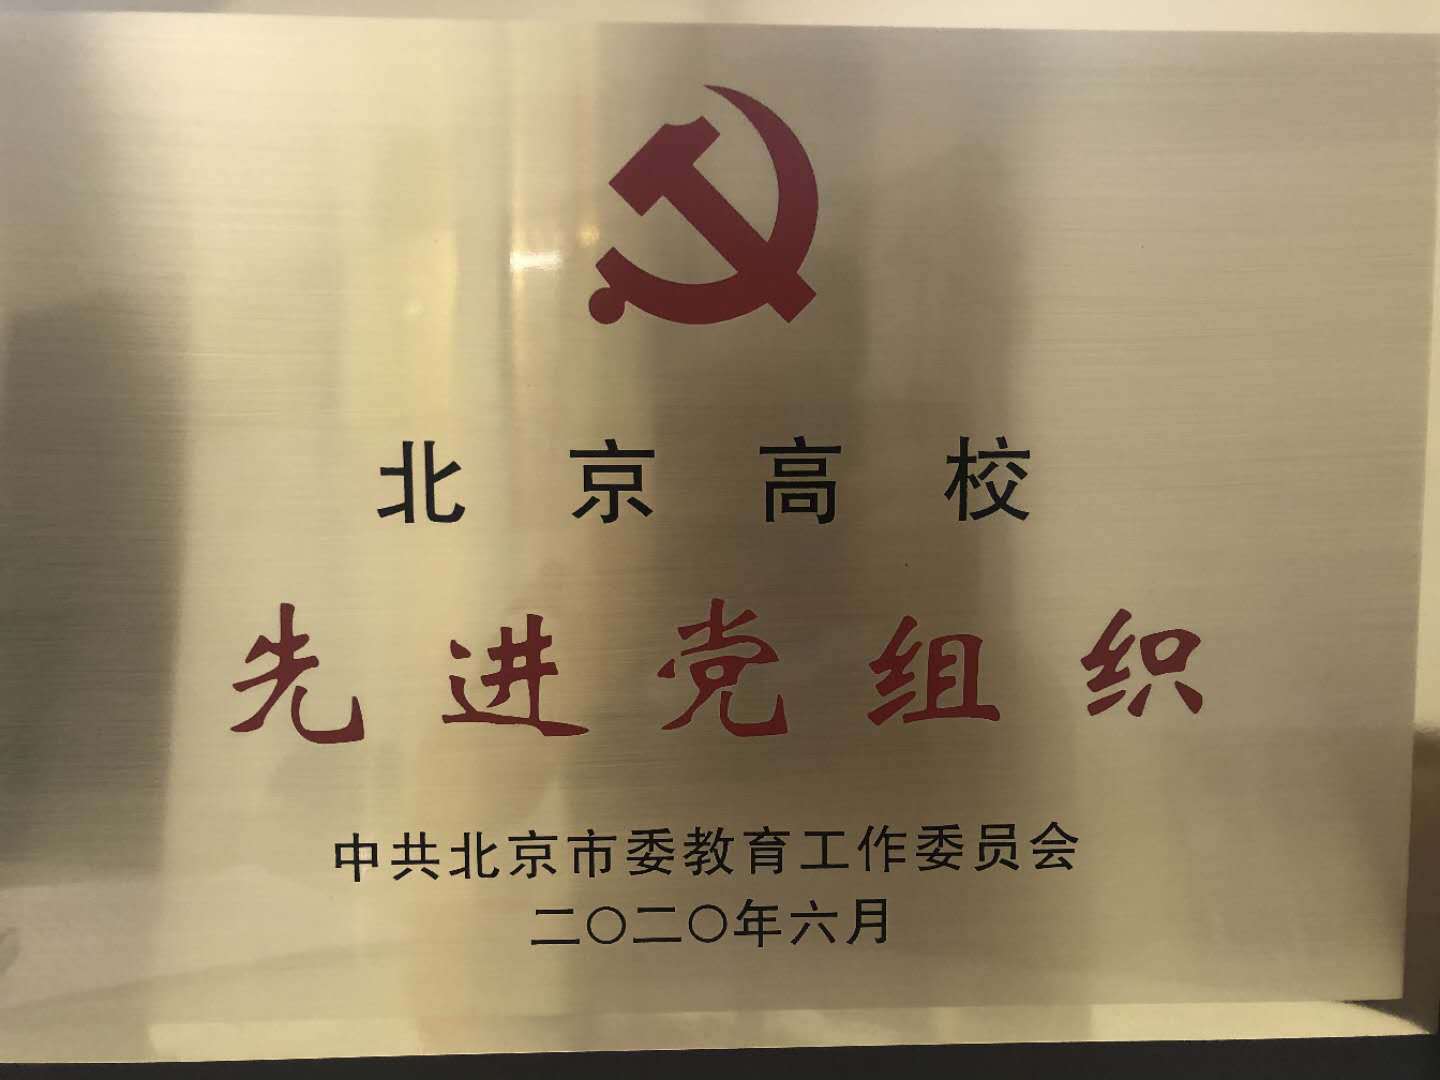 北京高校
先进党组织
中共北京市委教育工作委员会
二〇二〇年六月